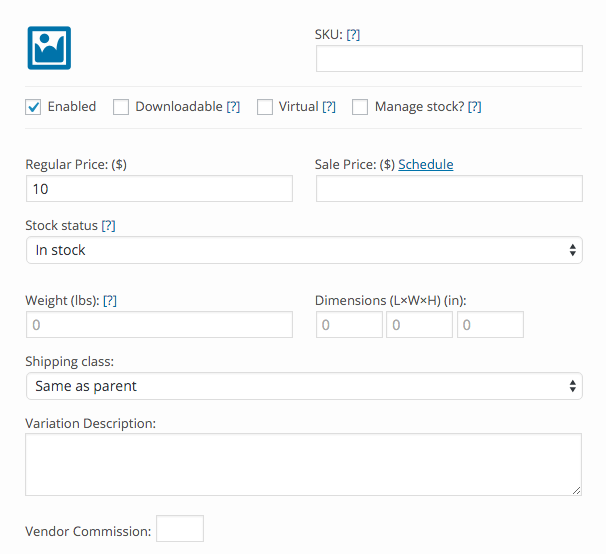 SKU: [?]
Enabled Downloadable [?] Virtual [?] Manage stock? [?]
Regular Price: ($) Sale Price: ($) Schedule
10
Stock status [?]
In stock
Weight (lbs): [?] Dimensions (L×W×H) (in):
0 0 0 0
Shipping class:
Same as parent
Variation Description:
Vendor Commission: